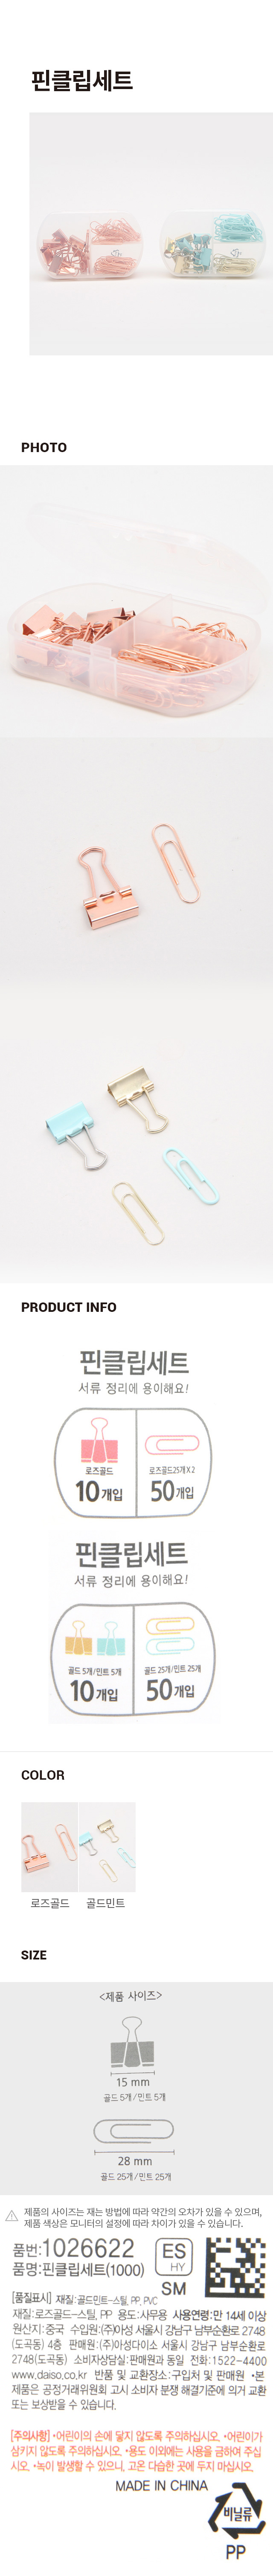 핀클립세트
PHOTO
PRODUCT INFO
핀클립세트
서류 정리에 용이해요!
로즈골드
10개입
로즈골드25개 X 2
50개입
핀클립세트
서류 정리에 용이해요!
골드 5개/민트 5개
10개입
골드 25개/민트 25개
50개입
COLOR
로즈골드
골드민트
SIZE
<제품 사이즈>
15 mm
골드 5개/민트 5개
28 mm
골드 25개/민트 25개
제품의 사이즈는 재는 방법에 따라 약간의 오차가 있을 수 있으며,
제품 색상은 모니터의 설정에 따라 차이가 있을 수 있습니다.
품번:1026622
품명:핀클립세트(1000)
ES
HY
SM
[품질표시] 재질:골드민트-스틸, PP, PVC
재질:로즈골드-스틸, PP 용도:사무용 사용연령:만 14세 이상
원산지:중국 수입원:(주)아성 서울시 강남구 남부순환로 2748
(도곡동) 4층 판매원:(주)아성다이소 서울시 강남구 남부순환로
2748(도곡동) 소비자상담실:판매원과 동일 전화:1522-4400
www.daiso.co.kr 반품 및 교환장소:구입처 및 판매원 •본
제품은 공정거래위원회 고시 소비자 분쟁 해결기준에 의거 교환
또는 보상받을 수 있습니다.
[주의사항] •어린이의 손에 닿지 않도록 주의하십시오. •어린이가
삼키지 않도록 주의하십시오. •용도 이외에는 사용을 금하여 주십
시오. •녹이 발생할 수 있으니, 고온 다습한 곳에 두지 마십시오.
MADE IN CHINA
비닐류
PP